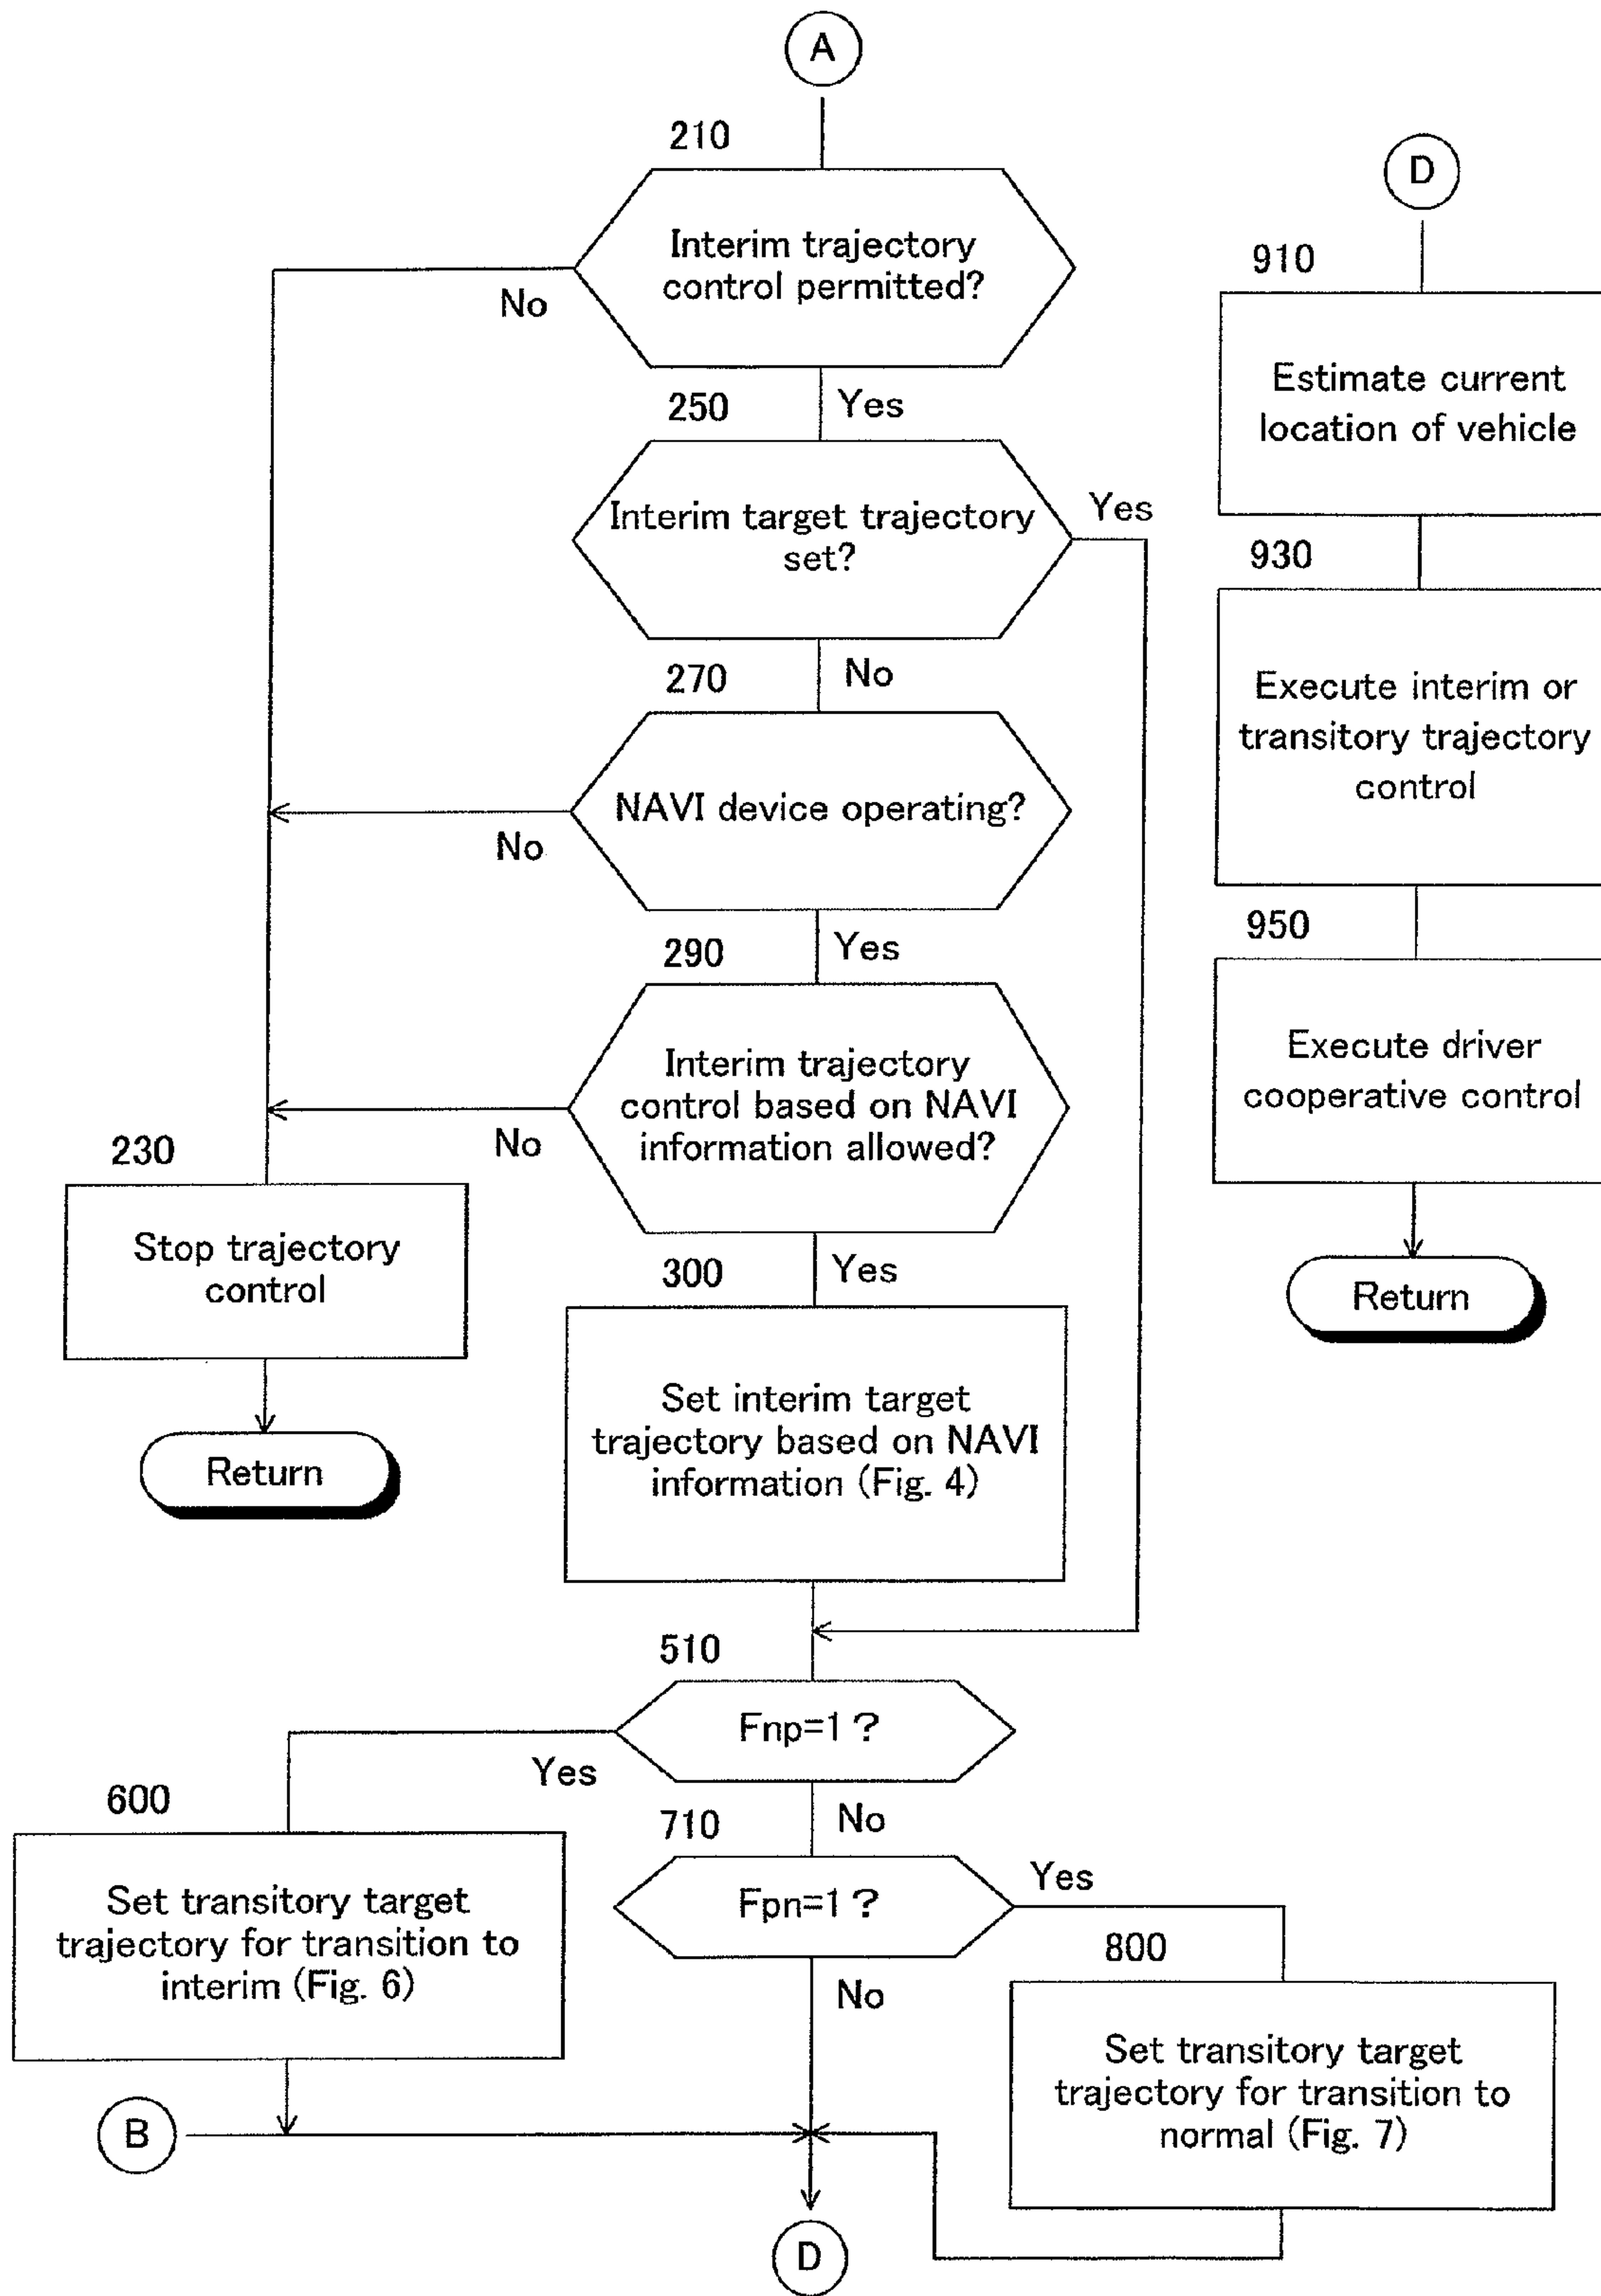 A
210
Interim trajectory
control permitted?
No
Yes
250
Interim target trajectory
set?
Yes
No
270
NAVI device operating?
No
Yes
290
Interim trajectory
control based on NAVI
information allowed?
No
Yes
230
Stop trajectory
control
Return
300
Set interim target
trajectory based on NAVI
information (Fig. 4)
510
Fnp=1 ?
Yes
No
600
Set transitory target
trajectory for transition to
interim (Fig. 6)
710
Fpn=1 ?
Yes
No
800
Set transitory target
trajectory for transition to
normal (Fig. 7)
B
D
D
910
Estimate current
location of vehicle
930
Execute interim or
transitory trajectory
control
950
Execute driver
cooperative control
Return